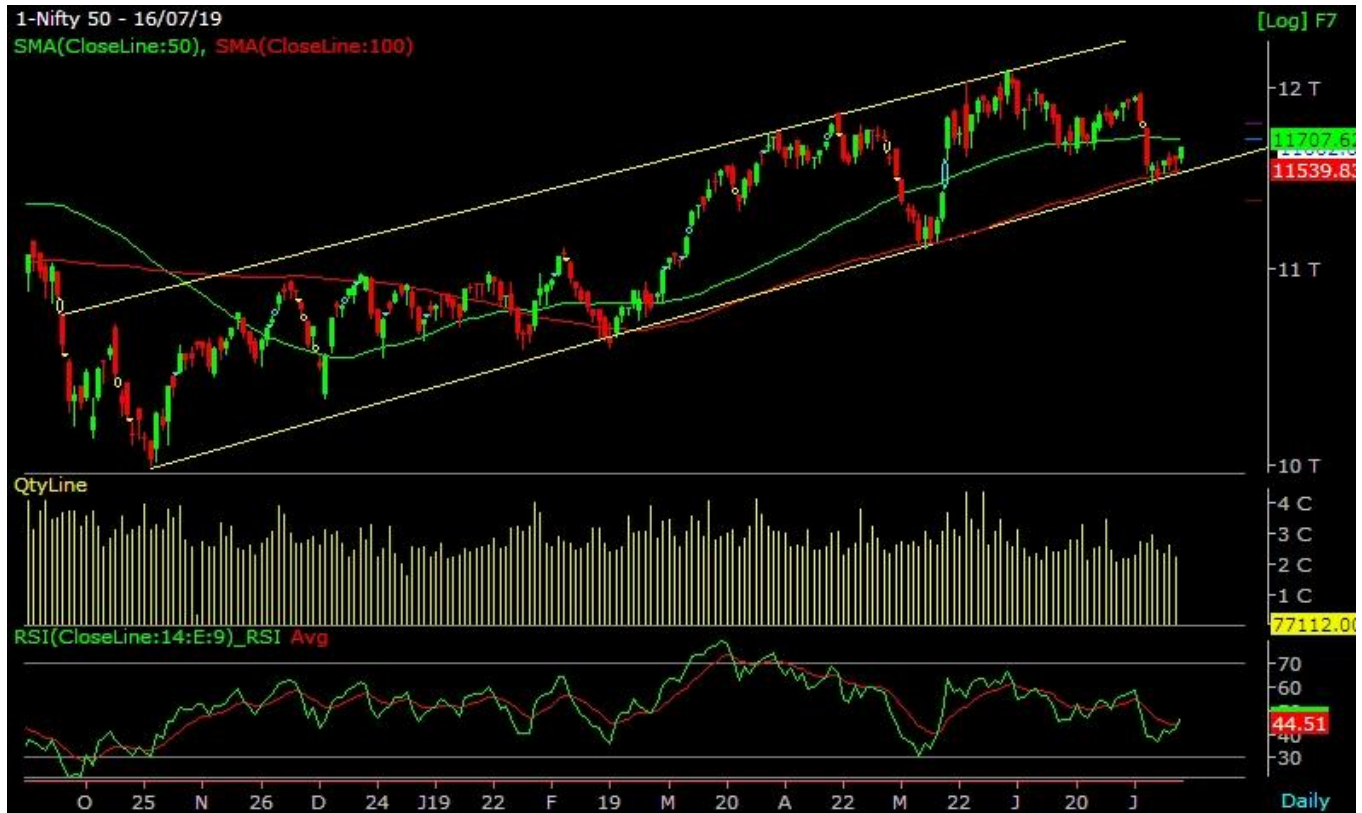 1-Nifty 50 - 16/07/19
[Log] F7
SMA(CloseLine:50), SMA(CloseLine:100)
12 T
11707.62
11539.83
11 T
10 T
QtyLine
4 C
3 C
2 C
1 C
77112.00
RSI(CloseLine:14:E:9)_RSI Avg
70
60
44.51
40
30
O 25 N 26 D 24 J19 22 F 19 M 20 A 22 M 22 J 20 J
Daily